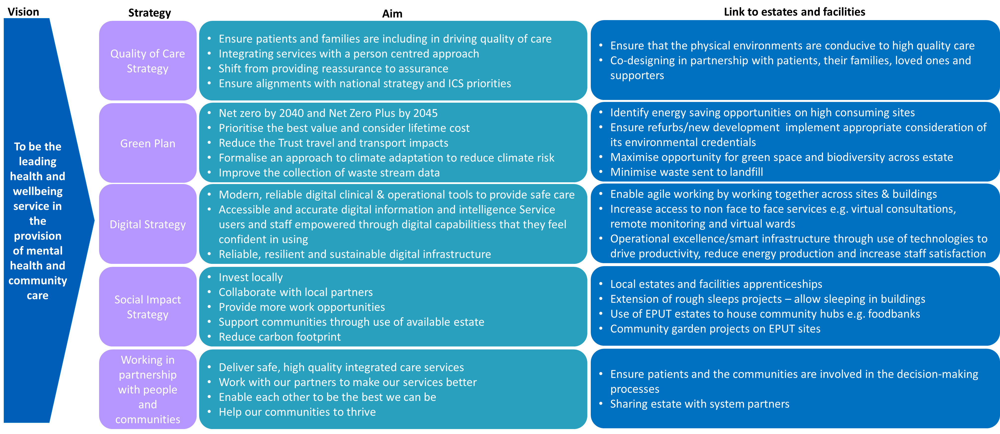 Vision
Strategy
Aim
Link to estates and facilities
To be the
leading
health and
wellbeing
service in
the
provision
of mental
health and
community
care
Quality of Care
Strategy
• Ensure patients and families are including in driving quality of care
• Integrating services with a person centred approach
• Shift from providing reassurance to assurance
• Ensure alignments with national strategy and ICS priorities
• Ensure that the physical environments are conducive to high quality care
• Co-designing in partnership with patients, their families, loved ones and
supporters
Green Plan
• Net zero by 2040 and Net Zero Plus by 2045
• Prioritise the best value and consider lifetime cost
• Reduce the Trust travel and transport impacts
• Formalise an approach to climate adaptation to reduce climate risk
• Improve the collection of waste stream data
• Identify energy saving opportunities on high consuming sites
• Ensure refurbs/new development  implement appropriate consideration of
its environmental credentials
• Maximise opportunity for green space and biodiversity across estate
• Minimise waste sent to landfill
Digital Strategy
• Modern, reliable digital clinical & operational tools to provide safe care
• Accessible and accurate digital information and intelligence Service
users and staff empowered through digital capabilitiess that they feel
confident in using
• Reliable, resilient and sustainable digital infrastructure
• Enable agile working by working together across sites & buildings
• Increase access to non face to face services e.g. virtual consultations,
remote monitoring and virtual wards
• Operational excellence/smart infrastructure through use of technologies to
drive productivity, reduce energy production and increase staff satisfaction
Social Impact
Strategy
• Invest locally
• Collaborate with local partners
• Provide more work opportunities
• Support communities through use of available estate
• Reduce carbon footprint
• Local estates and facilities apprenticeships
• Extension of rough sleeps projects – allow sleeping in buildings
• Use of EPUT estates to house community hubs e.g. foodbanks
• Community garden projects on EPUT sites
Working in
partnership
with people
and
communities
• Deliver safe, high quality integrated care services
• Work with our partners to make our services better
• Enable each other to be the best we can be
• Help our communities to thrive
• Ensure patients and the communities are involved in the decision-making
processes
• Sharing estate with system partners